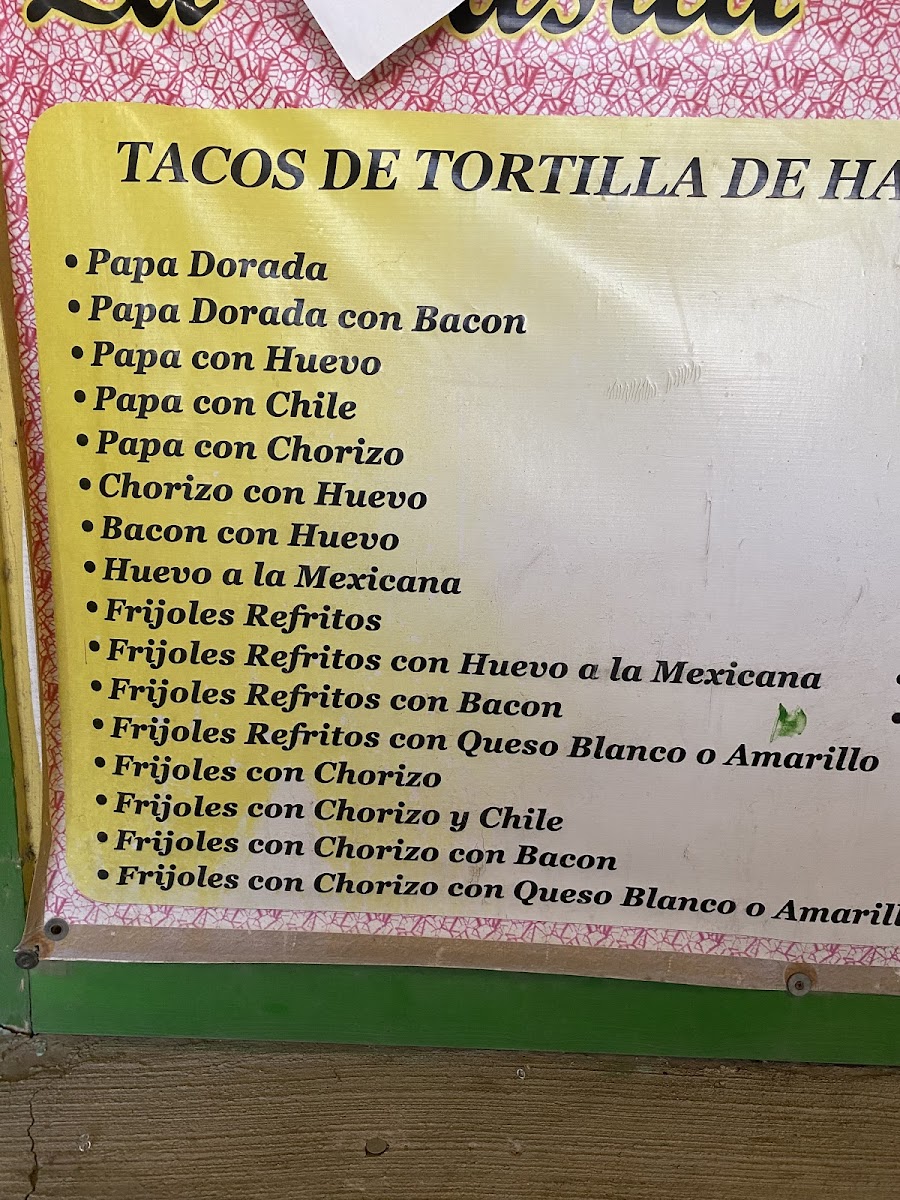 La
TACOS DE TORTILLA DE HA
• Papa Dorada
• Papa Dorada con Bacon
• Papa con Huevo
• Papa con Chile
• Papa con Chorizo
• Chorizo con Huevo
• Bacon con Huevo
• Huevo a la Mexicana
• Frijoles Refritos
• Frijoles Refritos con Huevo a la Mexicana
• Frijoles Refritos con Bacon
• Frijoles Refritos con Queso Blanco o Amarillo
• Frijoles con Chorizo
• Frijoles con Chorizo y Chile
• Frijoles con Chorizo con Bacon
• Frijoles con Chorizo con Queso Blanco o Amarill